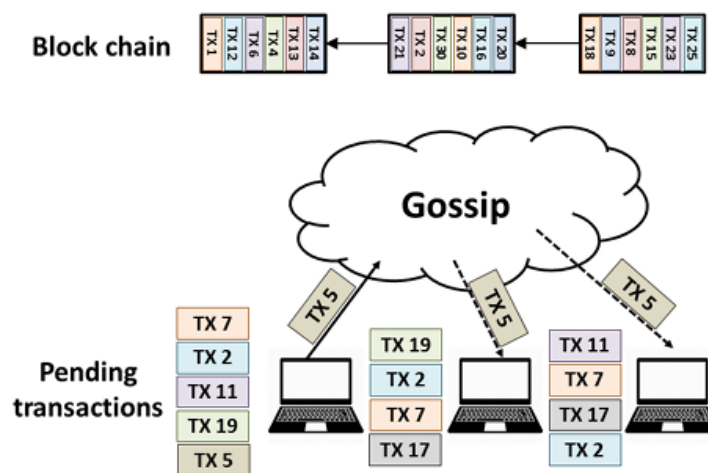 Block chain
TX 1
TX 12
TX 6
TX 4
TX 13
TX 14
TX 21
TX 2
TX 30
TX 10
TX 16
TX 20
TX 18
TX 9
TX 8
TX 15
TX 23
TX 25
Gossip
TX 5
TX 5
TX 5
Pending
transactions
TX 7
TX 2
TX 11
TX 19
TX 5
TX 19
TX 2
TX 7
TX 17
TX 11
TX 7
TX 17
TX 2